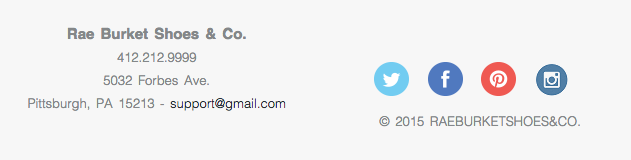 Rae Burket Shoes & Co.
412.212.9999
5032 Forbes Ave.
Pittsburgh, PA 15213 - support@gmail.com
© 2015 RAEBURKETSHOES&CO.